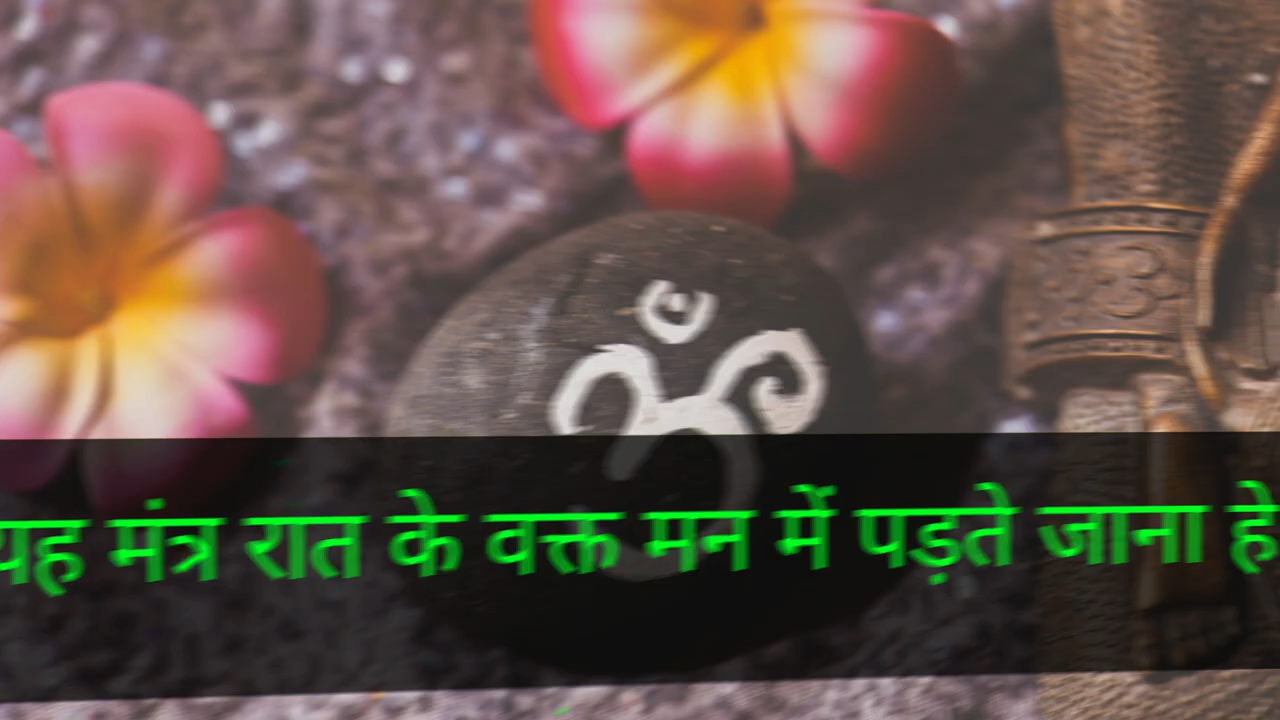 यह मंत्र रात के वक्त मन में पड़ते जाना हे
ॐ